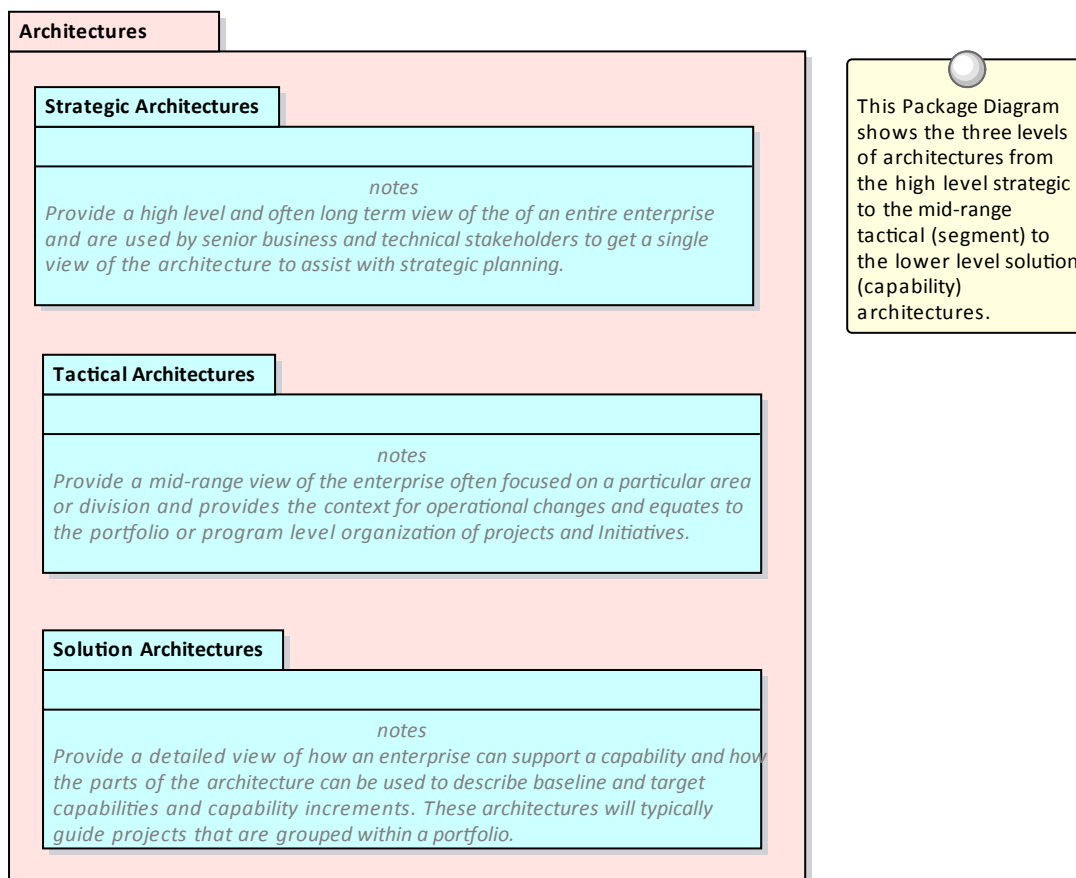 Architectures
Strategic Architectures
notes
Provide a high level and often long term view of the of an entire enterprise
and are used by senior business and technical stakeholders to get a single
view of the architecture to assist with strategic planning.
Tactical Architectures
notes
Provide a mid-range view of the enterprise often focused on a particular area
or division and provides the context for operational changes and equates to
the portfolio or program level organization of projects and Initiatives.
Solution Architectures
notes
Provide a detailed view of how an enterprise can support a capability and how
the parts of the architecture can be used to describe baseline and target
capabilities and capability increments. These architectures will typically
guide projects that are grouped within a portfolio.
This Package Diagram
shows the three levels
of architectures from
the high level strategic
to the mid-range
tactical (segment) to
the lower level solution
(capability)
architectures.